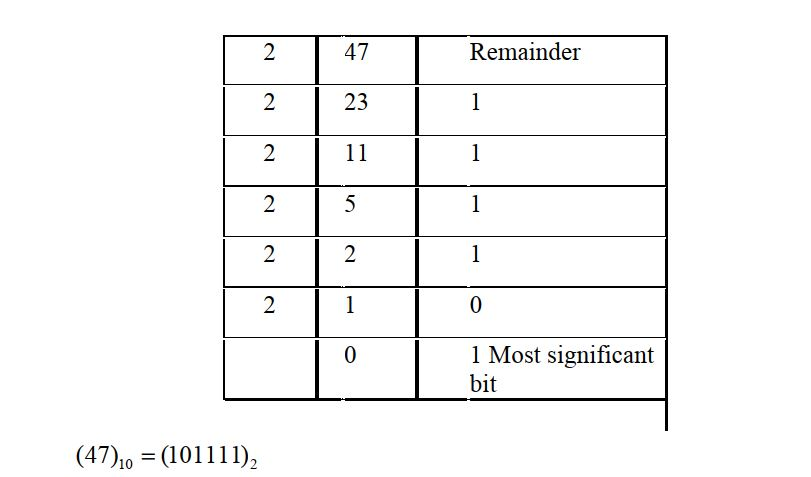 2 47 Remainder
2 23 1
2 11 1
2 5 1
2 2 1
2 1 0
0 1 Most significant
bit
(47)₁₀ = (101111)₂